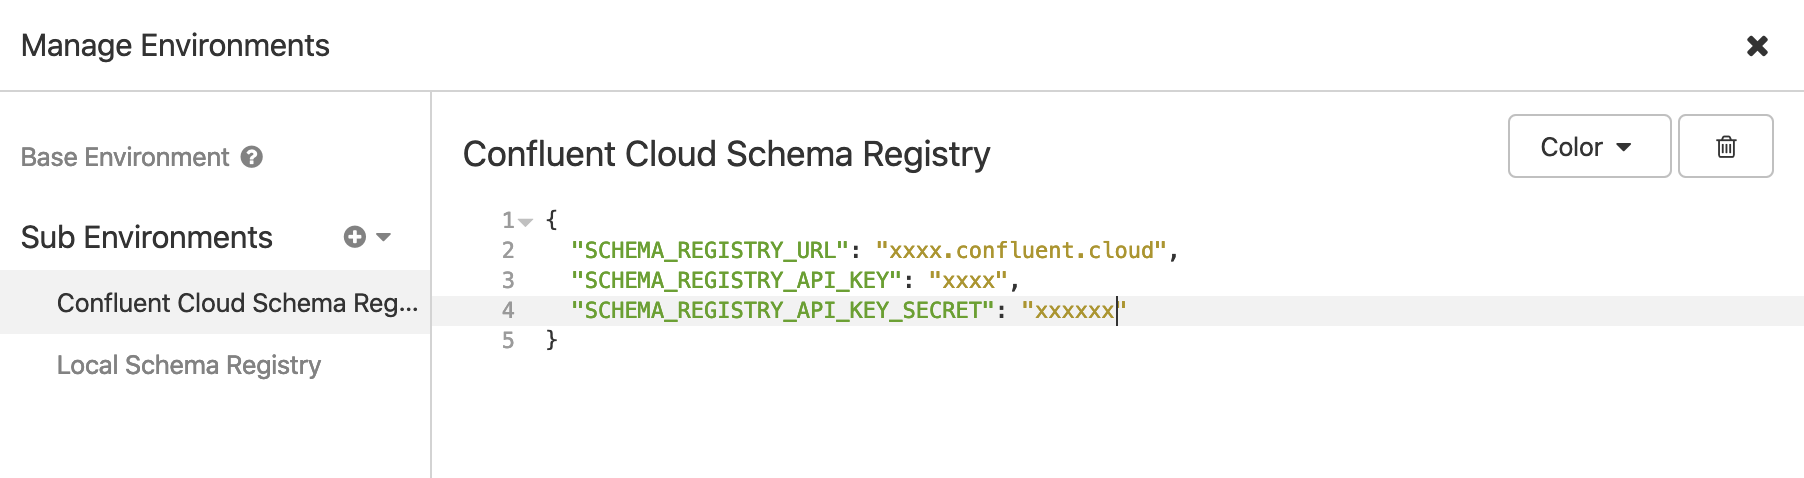 Manage Environments
Base Environment
Sub Environments
Confluent Cloud Schema Reg...
Local Schema Registry
Confluent Cloud Schema Registry
Color
1 {
2 "SCHEMA_REGISTRY_URL": "xxxx.confluent.cloud",
3 "SCHEMA_REGISTRY_API_KEY": "xxxx",
4 "SCHEMA_REGISTRY_API_KEY_SECRET": "xxxxxx"
5 }